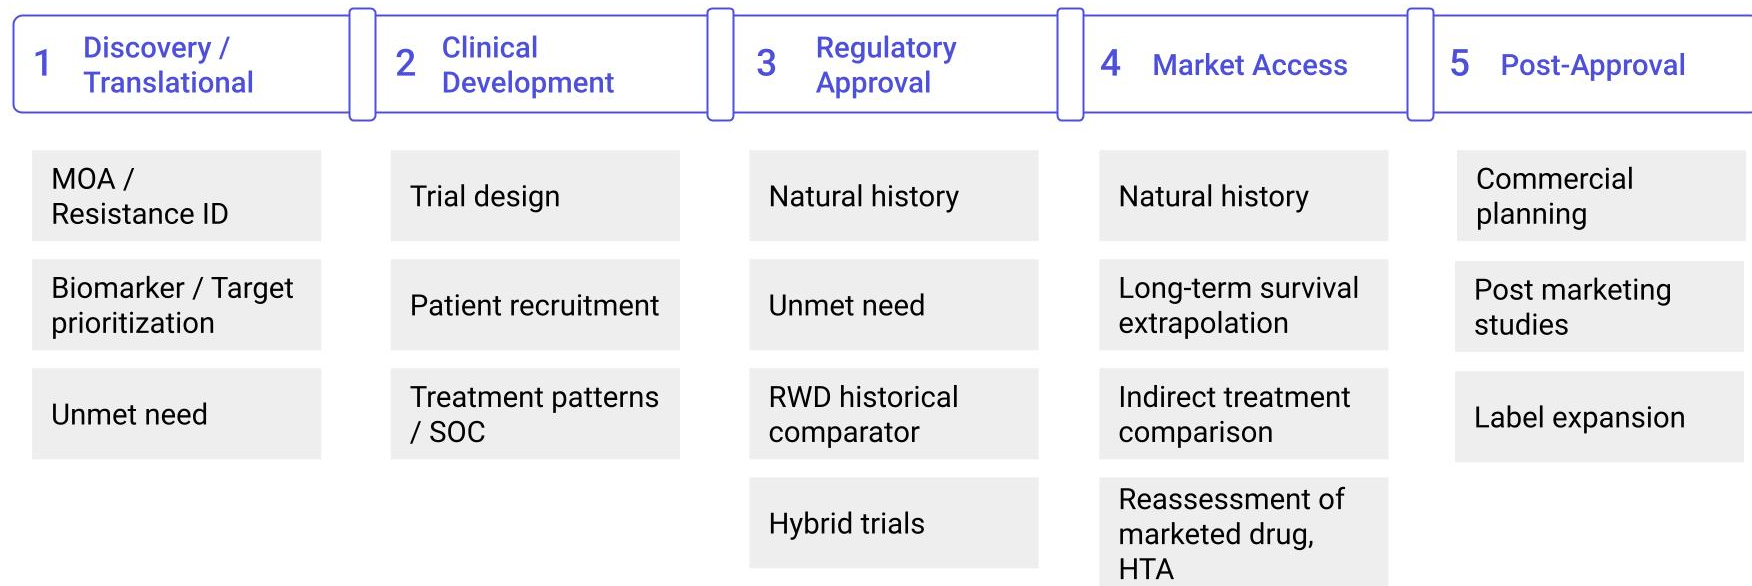 1 Discovery /
Translational
2 Clinical
Development
3 Regulatory
Approval
4 Market Access
5 Post-Approval
MOA /
Resistance ID
Biomarker / Target
prioritization
Unmet need
Trial design
Patient recruitment
Treatment patterns
/ SOC
Natural history
Unmet need
RWD historical
comparator
Hybrid trials
Natural history
Long-term survival
extrapolation
Indirect treatment
comparison
Reassessment of
marketed drug,
HTA
Commercial
planning
Post marketing
studies
Label expansion